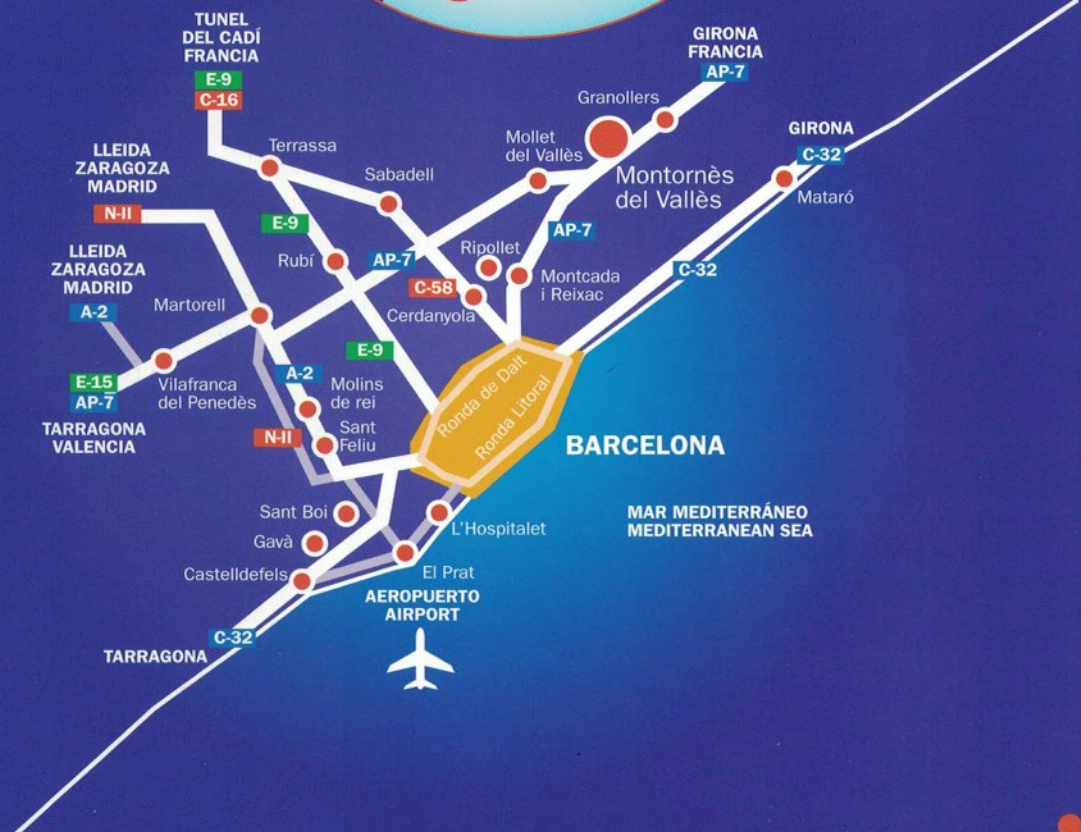 TUNEL
DEL CADÍ
FRANCIA
E-9
C-16
GIRONA
FRANCIA
AP-7
Granollers
GIRONA
C-32
Mollet
del Vallès
Terrassa
LLEIDA
ZARAGOZA
MADRID
N-II
Sabadell
Montornès
del Vallès
Mataró
E-9
AP-7
AP-7
Rubí
Ripollet
C-32
LLEIDA
ZARAGOZA
MADRID
A-2
Martorell
C-58
Montcada
i Reixac
Cerdanyola
E-9
A-2
E-15
AP-7
Vilafranca
del Penedès
Molins
de rei
Ronda de Dalt
Ronda Litoral
TARRAGONA
VALENCIA
N-II
Sant
Feliu
BARCELONA
Sant Boi
L'Hospitalet
MAR MEDITERRÁNEO
MEDITERRANEAN SEA
Gavà
Castelldefels
El Prat
AEROPUERTO
AIRPORT
C-32
TARRAGONA